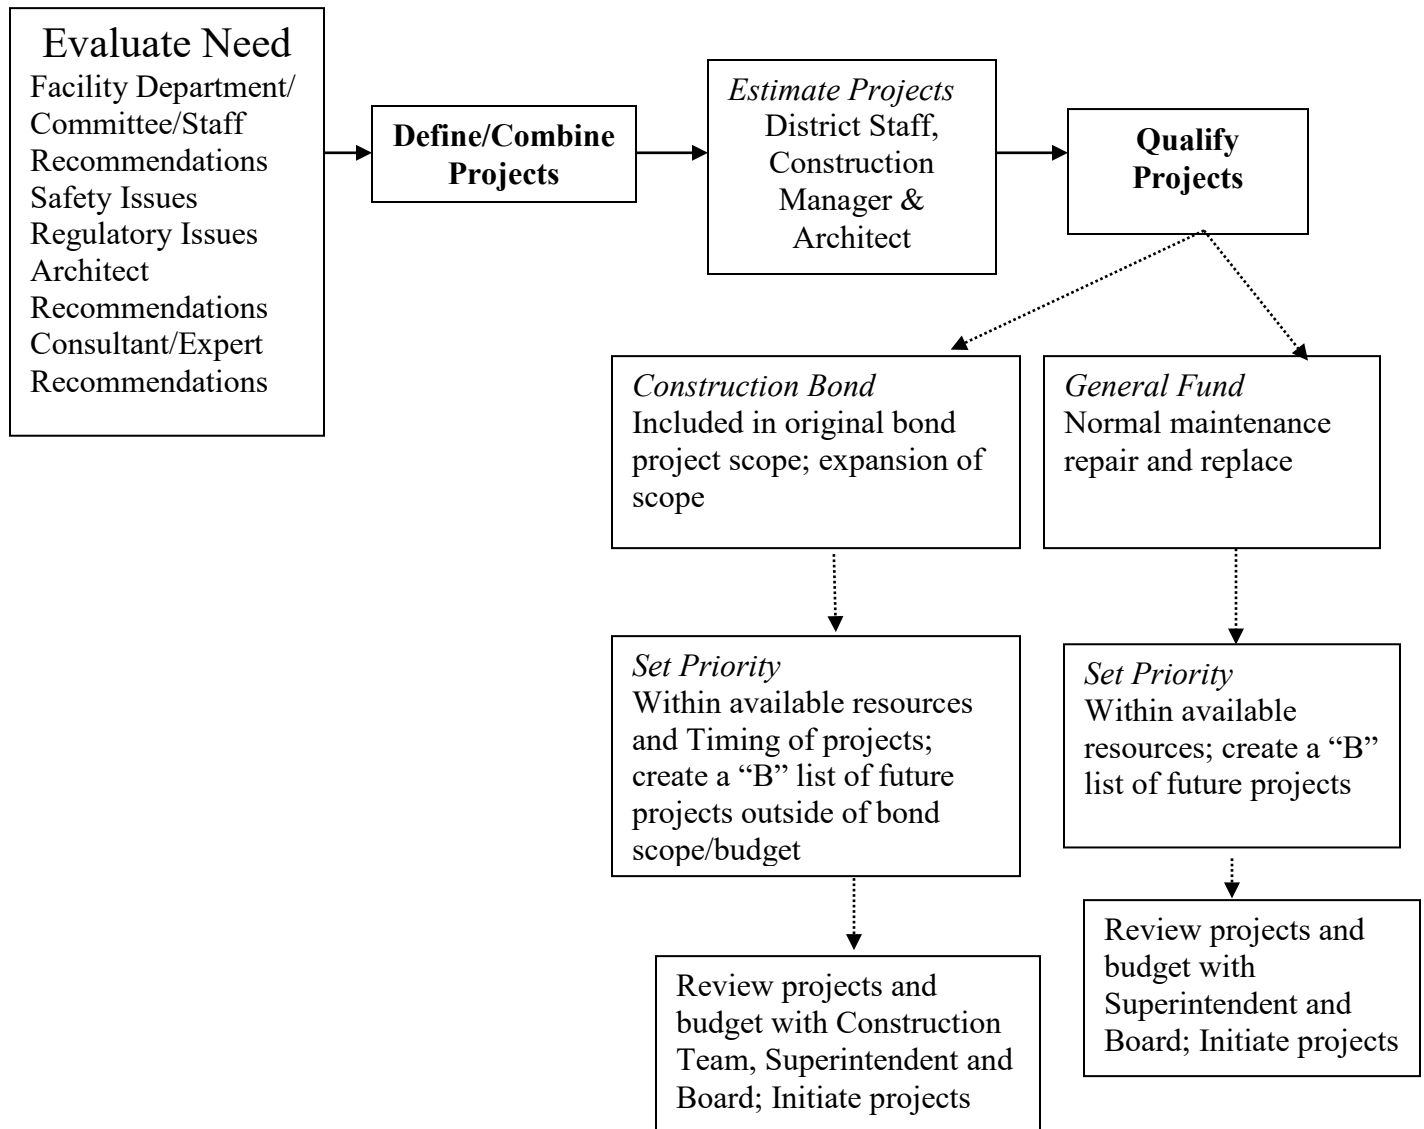 Evaluate Need
Facility Department/
Committee/Staff
Recommendations
Safety Issues
Regulatory Issues
Architect
Recommendations
Consultant/Expert
Recommendations
Define/Combine
Projects
Estimate Projects
District Staff,
Construction
Manager &
Architect
Qualify
Projects
Construction Bond
Included in original bond
project scope; expansion of
scope
General Fund
Normal maintenance
repair and replace
Set Priority
Within available resources
and Timing of projects;
create a “B” list of future
projects outside of bond
scope/budget
Set Priority
Within available
resources; create a “B”
list of future projects
Review projects and
budget with Construction
Team, Superintendent and
Board; Initiate projects
Review projects and
budget with
Superintendent and
Board; Initiate projects